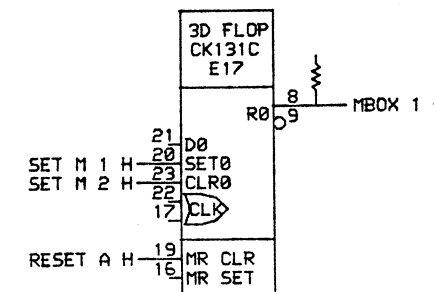 3D FLOP
CK131C
E17
8
R0
9
MBOX 1
21
D0
SET M 1 H
20
SET0
SET M 2 H
23
CLR0
22
CLK
17
RESET A H
19
MR CLR
16
MR SET